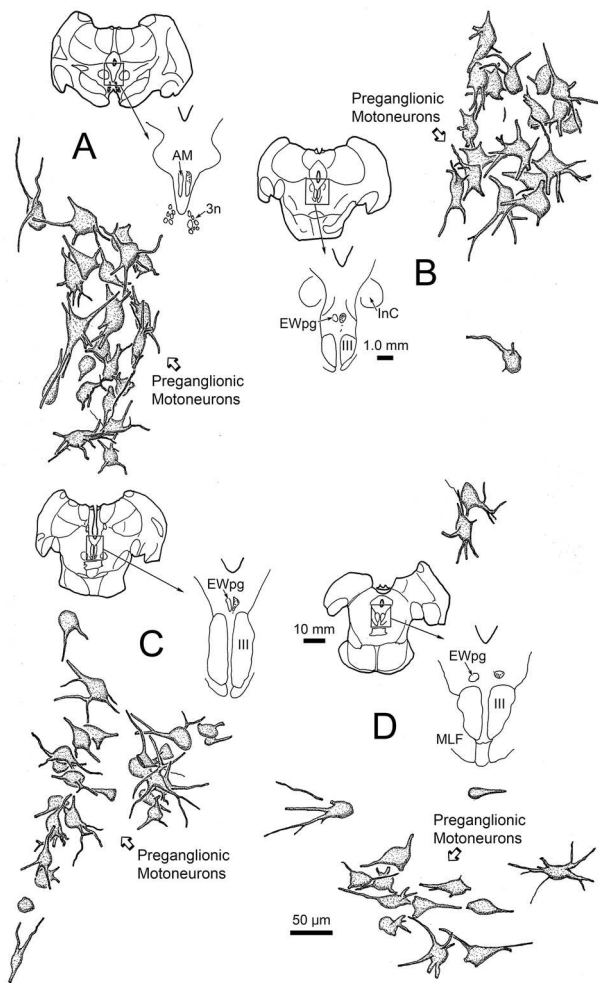 A
AM
3n
Preganglionic
Motoneurons
Preganglionic
Motoneurons
B
EWpg
InC
III
1.0 mm
C
EWpg
III
Preganglionic
Motoneurons
10 mm
D
EWpg
III
MLF
Preganglionic
Motoneurons
50 µm